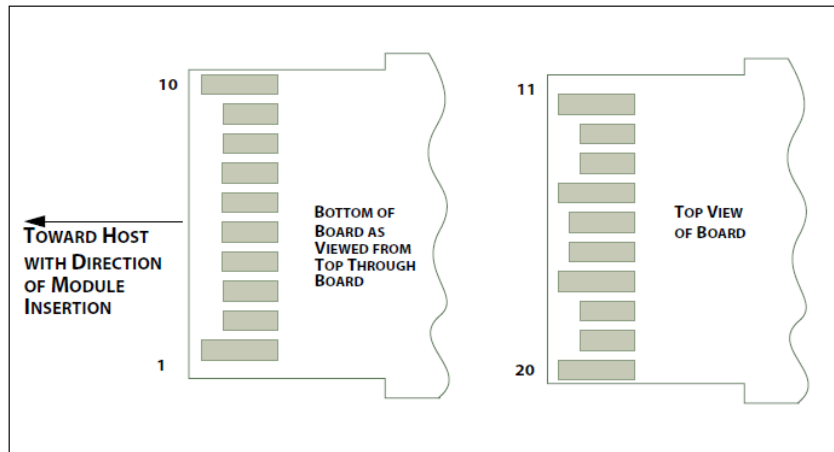 10
1
TOWARD HOST
WITH DIRECTION
OF MODULE
INSERTION
BOTTOM OF
BOARD AS
VIEWED FROM
TOP THROUGH
BOARD
11
20
TOP VIEW
OF BOARD